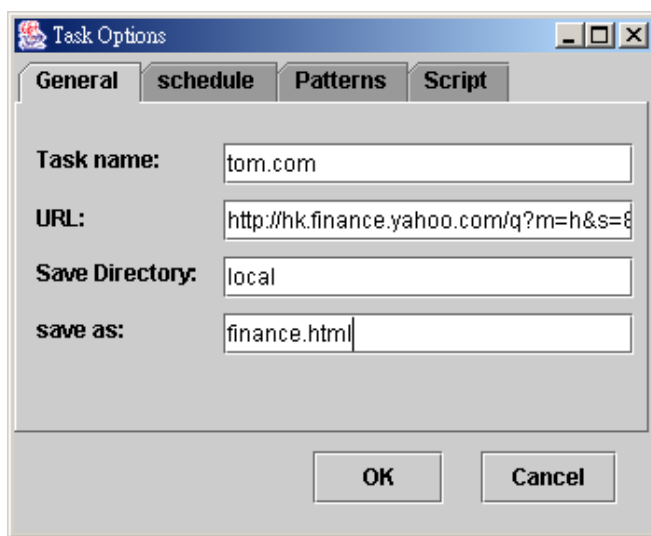 Task Options
General schedule Patterns Script
Task name: tom.com
URL: http://hk.finance.yahoo.com/q?m=h&s=8
Save Directory: local
save as: finance.html
OK Cancel